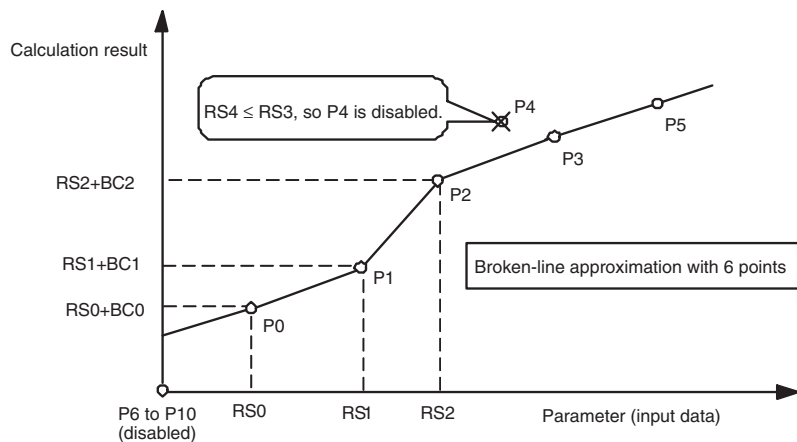 Calculation result
RS4 ≤ RS3, so P4 is disabled.
P4
P5
P3
RS2+BC2
P2
RS1+BC1
P1
Broken-line approximation with 6 points
RS0+BC0
P0
P6 to P10
(disabled)
RS0
RS1
RS2
Parameter (input data)